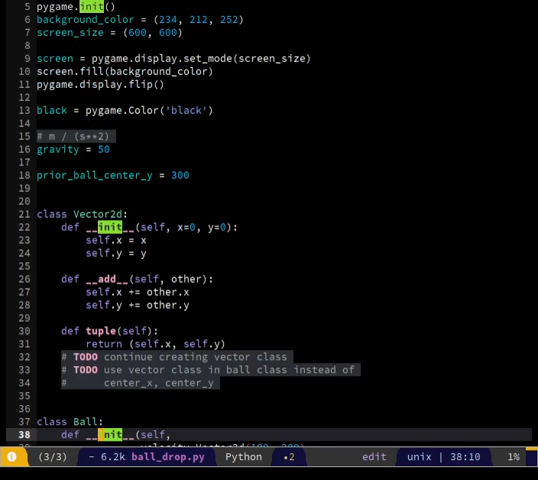 5 pygame.init()
6 background_color = (234, 212, 252)
7 screen_size = (600, 600)
8
9 screen = pygame.display.set_mode(screen_size)
10 screen.fill(background_color)
11 pygame.display.flip()
12
13 black = pygame.Color('black')
14
15 # m / (s**2)
16 gravity = 50
17
18 prior_ball_center_y = 300
19
20
21 class Vector2d:
22 def __init__(self, x=0, y=0):
23 self.x = x
24 self.y = y
25
26 def __add__(self, other):
27 self.x += other.x
28 self.y += other.y
29
30 def tuple(self):
31 return (self.x, self.y)
32 # TODO continue creating vector class
33 # TODO use vector class in ball class instead of
34 # center_x, center_y
35
36
37 class Ball:
38 def __init__(self,
(3/3) - 6.2k ball_drop.py Python •2 edit unix | 38:10 1%